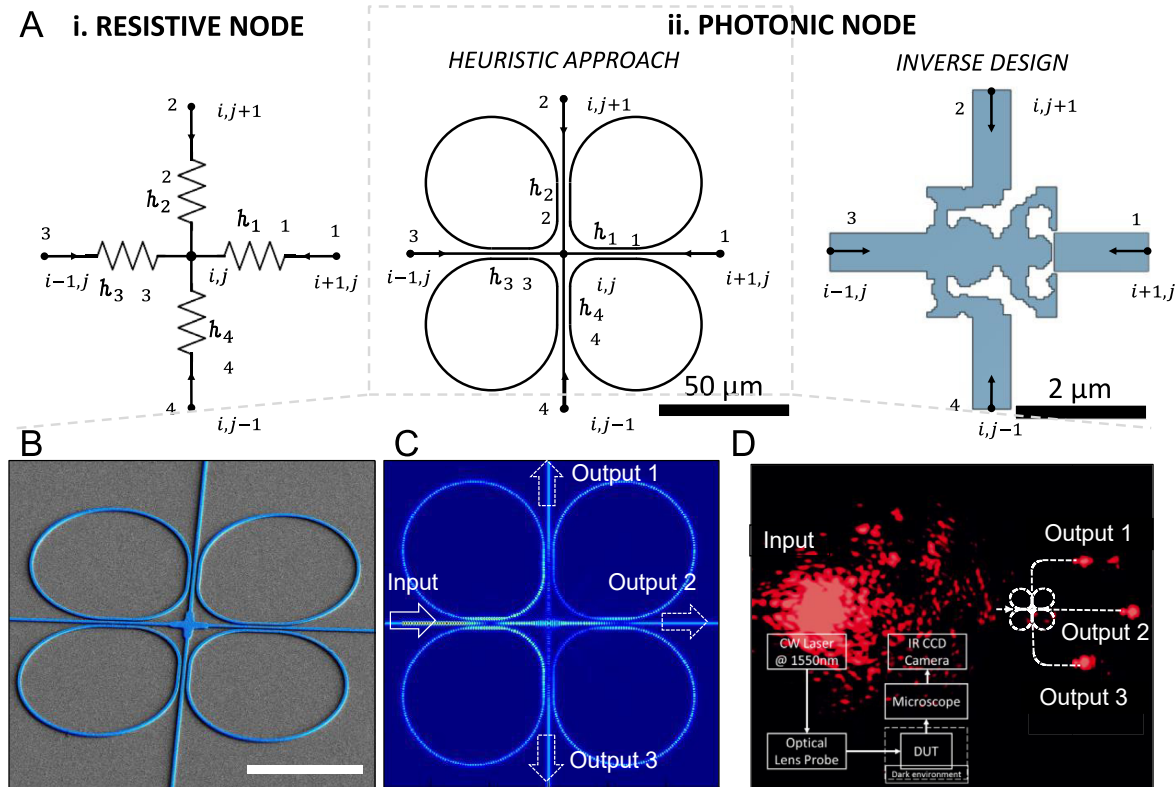 A
i. RESISTIVE NODE
ii. PHOTONIC NODE
HEURISTIC APPROACH
INVERSE DESIGN
2
i,j+1
2
h2
h1
1
1
3
i−1,j
h3
3
i,j
i+1,j
h4
4
4
i,j−1
2
i,j+1
h2
2
h1
1
1
3
i−1,j
h3
3
i,j
i+1,j
h4
4
4
i,j−1
50 μm
2
i,j+1
3
i−1,j
1
i+1,j
4
i,j−1
2 μm
B
C
Output 1
Input
Output 2
Output 3
D
Input
Output 1
Output 2
Output 3
CW Laser
@ 1550nm
IR CCD
Camera
Microscope
Optical
Lens Probe
DUT
Dark environment